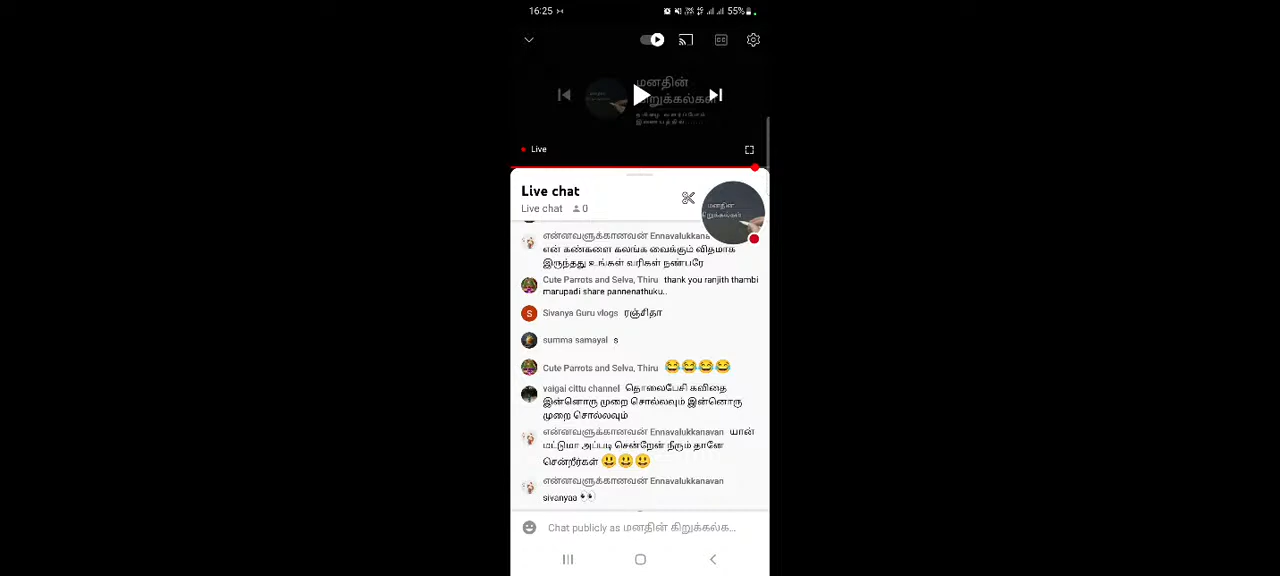 16:25
55%
மனதின்
கிறுக்கல்கள்
Live
Live chat
Live chat 0
மனதின்
கிறுக்கல்கள்
என்னவளுக்கானவன் Ennavalukkana
என் கண்களை கலங்க வைக்கும் விதமாக
இருந்தது உங்கள் வரிகள் நண்பரே
Cute Parrots and Selva, Thiru thank you ranjith thambi
marupadi share pannenathuku..
S Sivanya Guru vlogs ரஞ்சிதா
summa samayal s
Cute Parrots and Selva, Thiru 😂😂😂😂
vaigai cittu channel தொலைபேசி கவிதை
இன்னொரு முறை சொல்லவும் இன்னொரு
முறை சொல்லவும்
என்னவளுக்கானவன் Ennavalukkanavan யான்
மட்டுமா அப்படி சென்றேன் நீரும் தானே
சென்றீர்கள் 😃😃😃
என்னவளுக்கானவன் Ennavalukkanavan
sivanyaa 👀
Chat publicly as மனதின் கிறுக்கல்க...